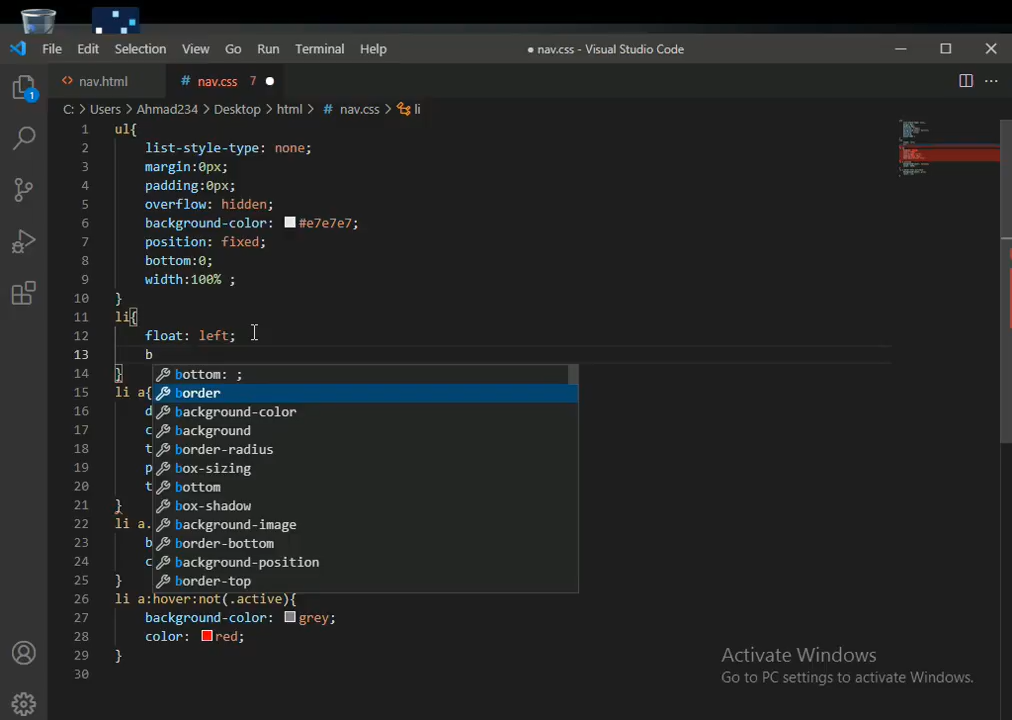 File Edit Selection View Go Run Terminal Help
● nav.css - Visual Studio Code
<> nav.html # nav.css 7 ●
C: > Users > Ahmad234 > Desktop > html > # nav.css > li
1 ul{
2 list-style-type: none;
3 margin:0px;
4 padding:0px;
5 overflow: hidden;
6 background-color: #e7e7e7;
7 position: fixed;
8 bottom:0;
9 width:100% ;
10 }
11 li{
12 float: left;
13 b
bottom: ;
border
background-color
background
border-radius
box-sizing
bottom
box-shadow
background-image
border-bottom
background-position
border-top
14 }
15 li a{
16 d
17 c
18 t
19 p
20 t
21 }
22 li a.
23 b
24 c
25 }
26 li a:hover:not(.active){
27 background-color: grey;
28 color: red;
29 }
30
1
Activate Windows
Go to PC settings to activate Windows.